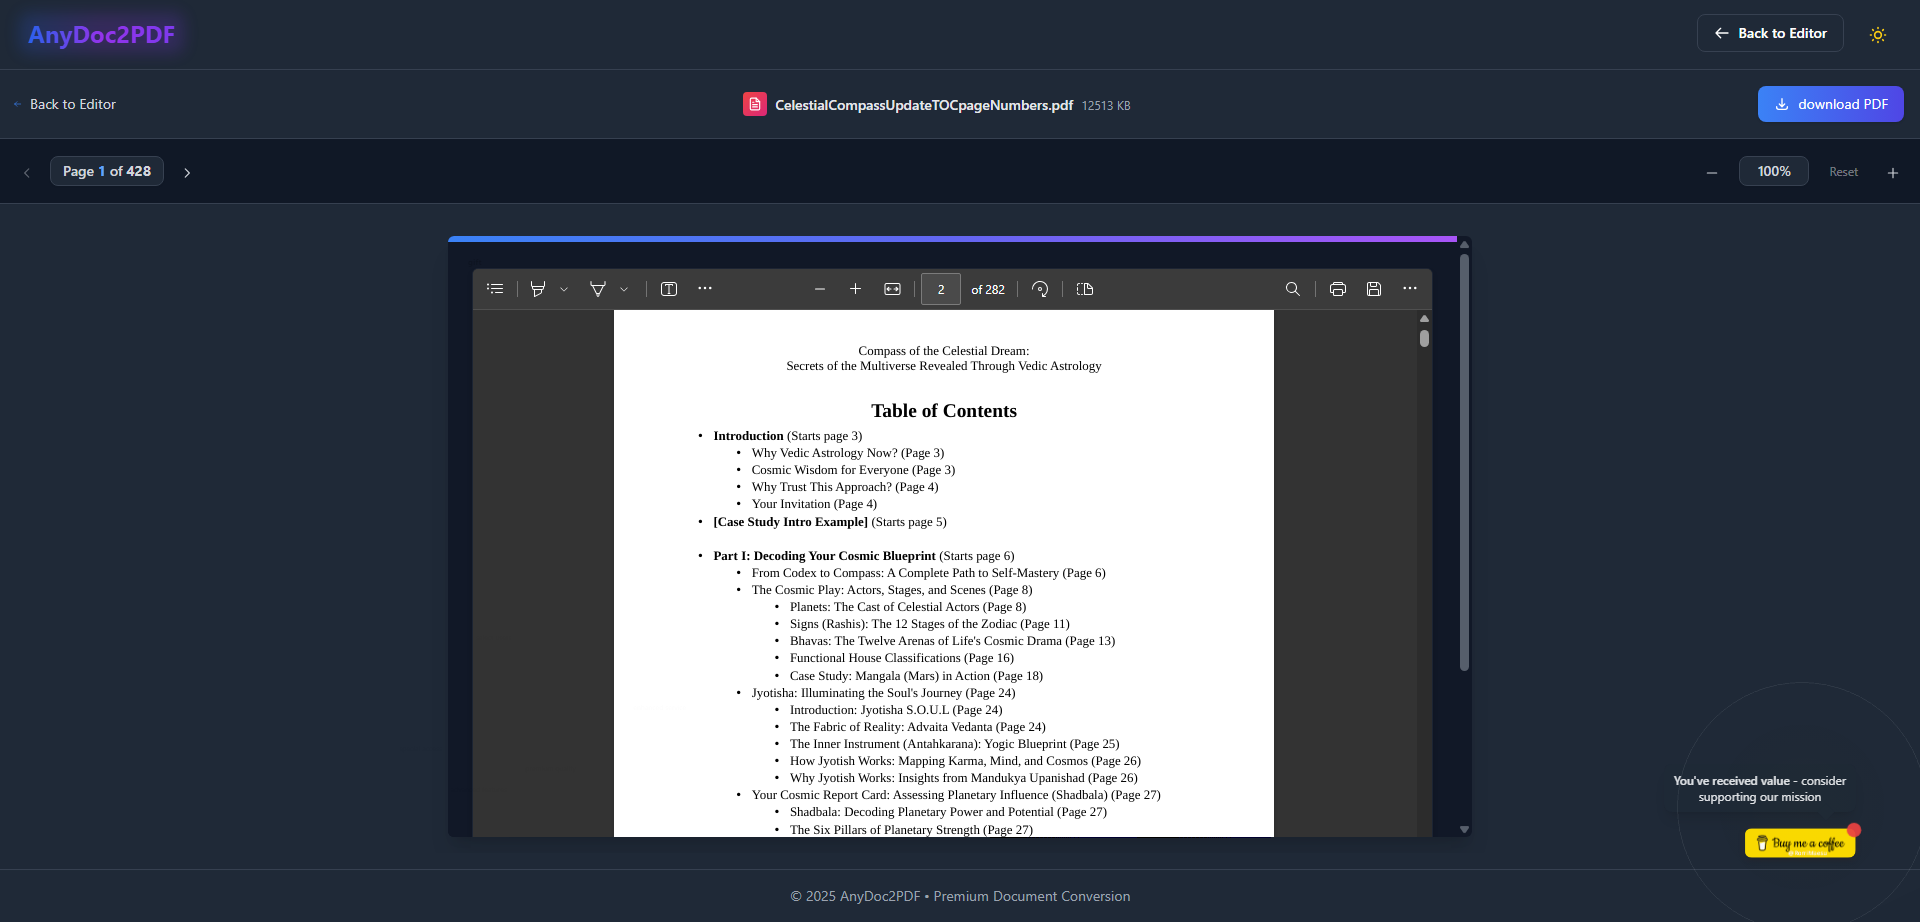 AnyDoc2PDF
Back to Editor
Back to Editor
CelestialCompassUpdateTOCpageNumbers.pdf 12513 KB
download PDF
Page 1 of 428
100%
Reset
2 of 282
Compass of the Celestial Dream:
Secrets of the Multiverse Revealed Through Vedic Astrology
Table of Contents
• Introduction (Starts page 3)
• Why Vedic Astrology Now? (Page 3)
• Cosmic Wisdom for Everyone (Page 3)
• Why Trust This Approach? (Page 4)
• Your Invitation (Page 4)
• [Case Study Intro Example] (Starts page 5)
• Part I: Decoding Your Cosmic Blueprint (Starts page 6)
• From Codex to Compass: A Complete Path to Self-Mastery (Page 6)
• The Cosmic Play: Actors, Stages, and Scenes (Page 8)
• Planets: The Cast of Celestial Actors (Page 8)
• Signs (Rashis): The 12 Stages of the Zodiac (Page 11)
• Bhavas: The Twelve Arenas of Life's Cosmic Drama (Page 13)
• Functional House Classifications (Page 16)
• Case Study: Mangala (Mars) in Action (Page 18)
• Jyotisha: Illuminating the Soul's Journey (Page 24)
• Introduction: Jyotisha S.O.U.L (Page 24)
• The Fabric of Reality: Advaita Vedanta (Page 24)
• The Inner Instrument (Antahkarana): Yogic Blueprint (Page 25)
• How Jyotish Works: Mapping Karma, Mind, and Cosmos (Page 26)
• Why Jyotish Works: Insights from Mandukya Upanishad (Page 26)
• Your Cosmic Report Card: Assessing Planetary Influence (Shadbala) (Page 27)
• Shadbala: Decoding Planetary Power and Potential (Page 27)
• The Six Pillars of Planetary Strength (Page 27)
You've received value - consider
supporting our mission
Buy me a coffee
© 2025 AnyDoc2PDF • Premium Document Conversion